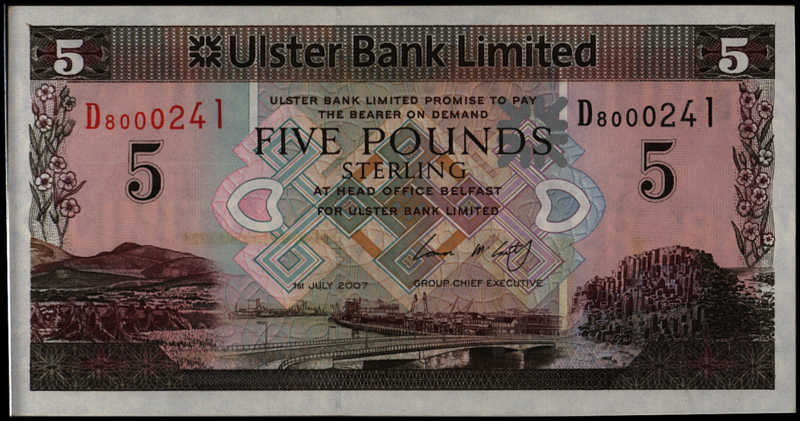 5 Ulster Bank Limited 5
ULSTER BANK LIMITED PROMISE TO PAY
THE BEARER ON DEMAND
D8000241 D8000241
FIVE POUNDS
STERLING
5 5
AT HEAD OFFICE BELFAST
FOR ULSTER BANK LIMITED
1ST JULY 2007 GROUP CHIEF EXECUTIVE